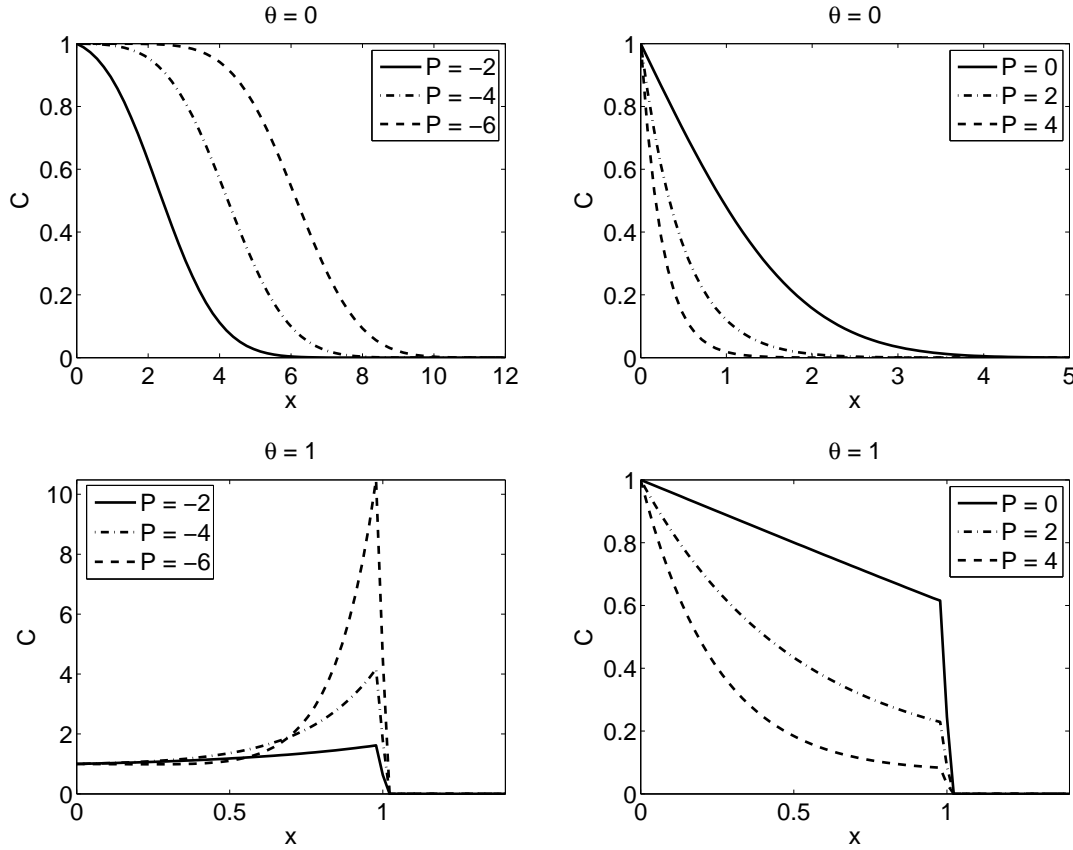 θ = 0
1
0.8
0.6
0.4
0.2
0
C
0 2 4 6 8 10 12
x
P = −2
P = −4
P = −6
θ = 0
1
0.8
0.6
0.4
0.2
0
C
0 1 2 3 4 5
x
P = 0
P = 2
P = 4
θ = 1
10
8
6
4
2
0
C
0 0.5 1
x
P = −2
P = −4
P = −6
θ = 1
1
0.8
0.6
0.4
0.2
0
C
0 0.5 1
x
P = 0
P = 2
P = 4